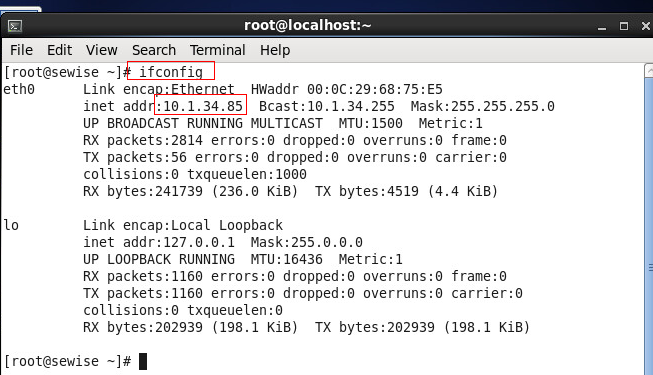 root@localhost:~
File Edit View Search Terminal Help
[root@sewise ~]# ifconfig
eth0      Link encap:Ethernet  HWaddr 00:0C:29:68:75:E5
          inet addr:10.1.34.85  Bcast:10.1.34.255  Mask:255.255.255.0
          UP BROADCAST RUNNING MULTICAST  MTU:1500  Metric:1
          RX packets:2814 errors:0 dropped:0 overruns:0 frame:0
          TX packets:56 errors:0 dropped:0 overruns:0 carrier:0
          collisions:0 txqueuelen:1000
          RX bytes:241739 (236.0 KiB)  TX bytes:4519 (4.4 KiB)

lo        Link encap:Local Loopback
          inet addr:127.0.0.1  Mask:255.0.0.0
          UP LOOPBACK RUNNING  MTU:16436  Metric:1
          RX packets:1160 errors:0 dropped:0 overruns:0 frame:0
          TX packets:1160 errors:0 dropped:0 overruns:0 carrier:0
          collisions:0 txqueuelen:0
          RX bytes:202939 (198.1 KiB)  TX bytes:202939 (198.1 KiB)

[root@sewise ~]#